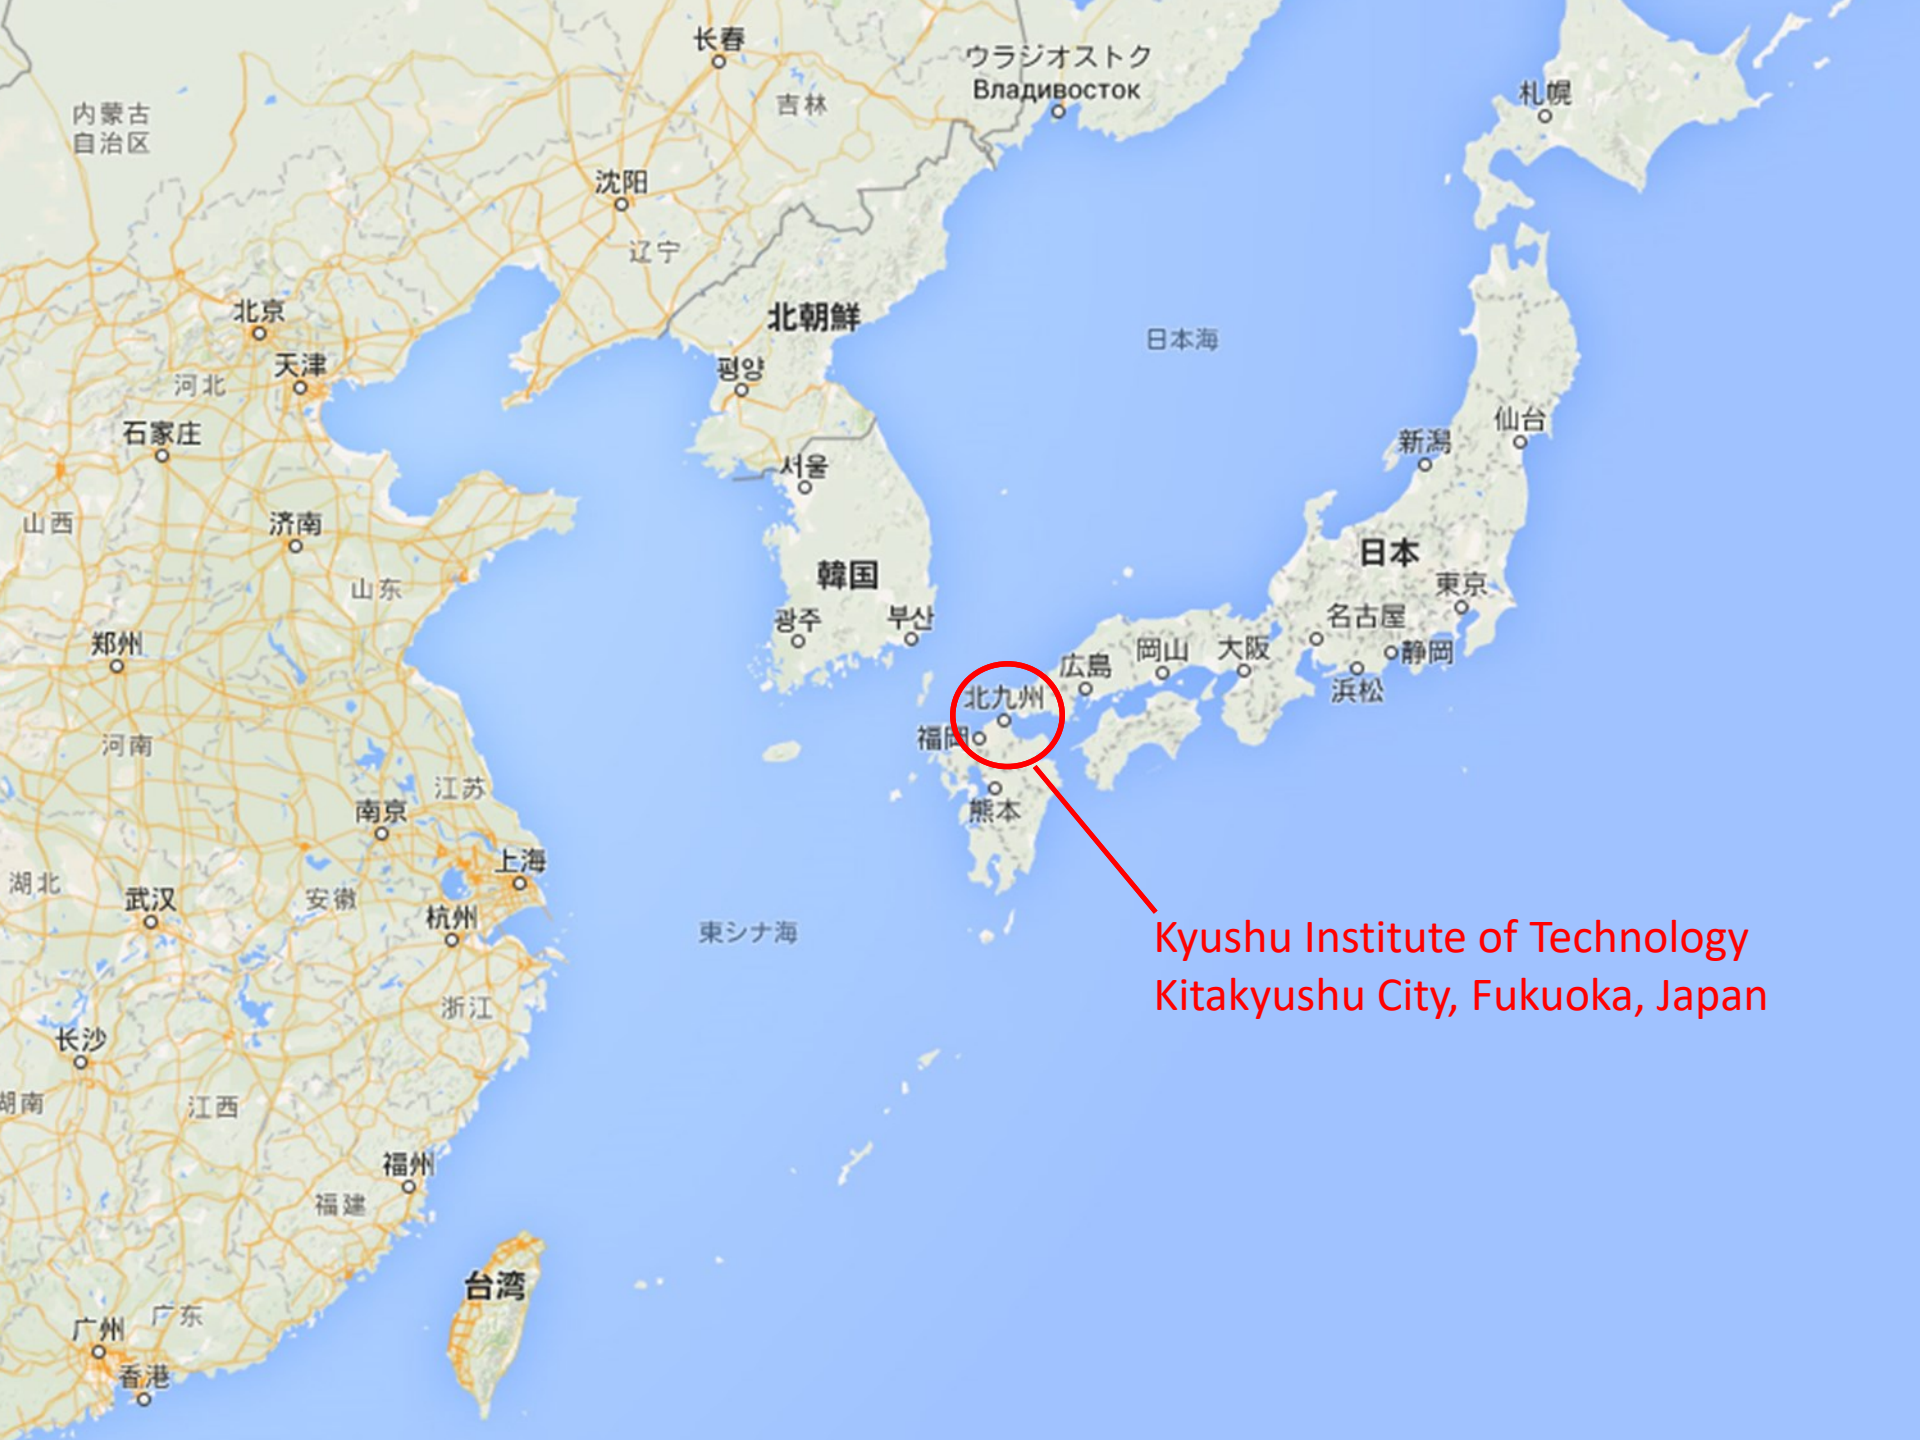 长春
ウラジオストク
Владивосток
札幌
吉林
内蒙古
自治区
沈阳
辽宁
北京
北朝鮮
日本海
天津
평양
河北
石家庄
仙台
新潟
서울
山西
济南
日本
韓国
山东
東京
광주
부산
名古屋
郑州
岡山
大阪
静岡
広島
浜松
北九州
福岡
河南
江苏
南京
熊本
上海
湖北
武汉
安徽
杭州
東シナ海
Kyushu Institute of Technology
Kitakyushu City, Fukuoka, Japan
浙江
长沙
湖南
江西
福州
福建
台湾
广东
广州
香港